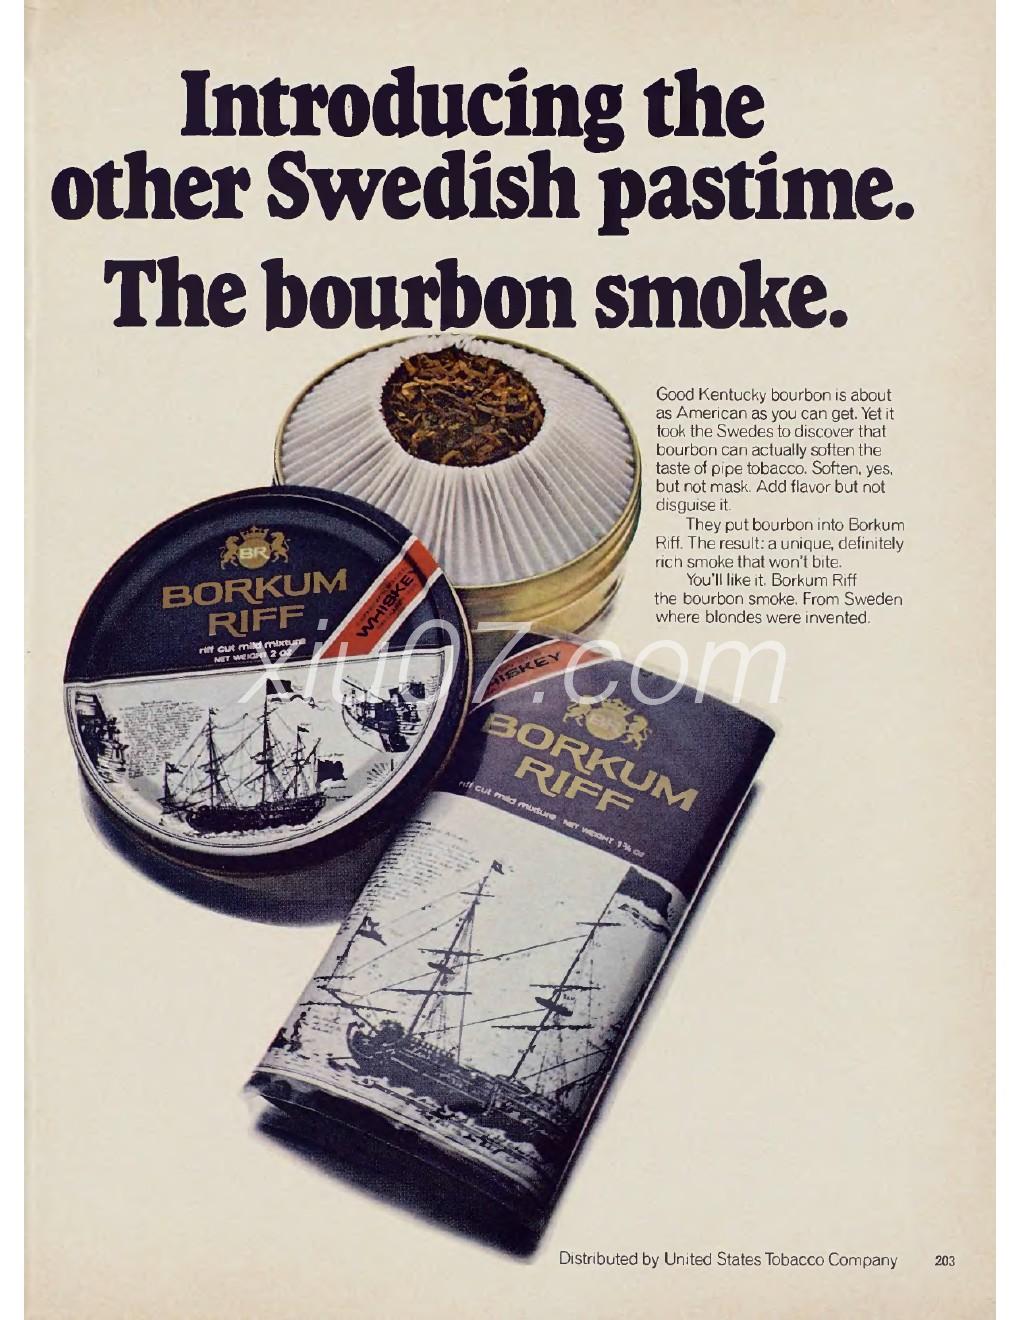 Introducing the
other Swedish pastime.
The bourbon smoke.
Good Kentucky bourbon is about
as American as you can get. Yet it
took the Swedes to discover that
bourbon can actually soften the
taste of pipe tobacco. Soften, yes,
but not mask. Add flavor but not
disguise it.
They put bourbon into Borkum
Riff. The result: a unique, definitely
rich smoke that won't bite.
You'll like it. Borkum Riff
the bourbon smoke. From Sweden
where blondes were invented.
BR
BORKUM
RIFF
riff cut mild mixture
NET WEIGHT 2 OZ
WHISKEY
xiu07.com
WHISKEY
BR
BORKUM
RIFF
riff cut mild mixture NET WEIGHT 1¾ OZ
Distributed by United States Tobacco Company 203